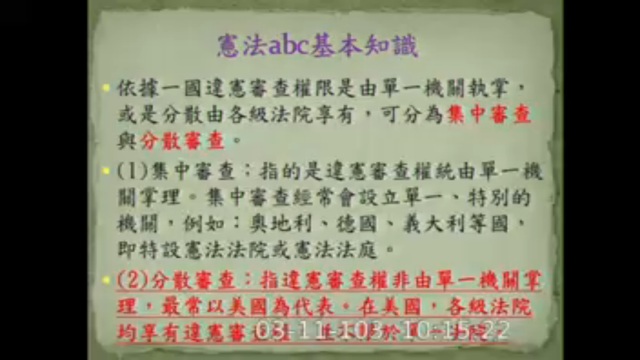 憲法abc基本知識
依據一國違憲審查權限是由單一機關執掌，
或是分散由各級法院享有，可分為集中審查
與分散審查。
(1)集中審查：指的是違憲審查權統由單一機
關掌理。集中審查經常會設立單一、特別的
機關，例如：奧地利、德國、義大利等國，
即特設憲法法院或憲法法庭。
(2)分散審查：指違憲審查權非由單一機關掌
理，最常以美國為代表。在美國，各級法院
均享有違憲審
03-11-105 10:15:22